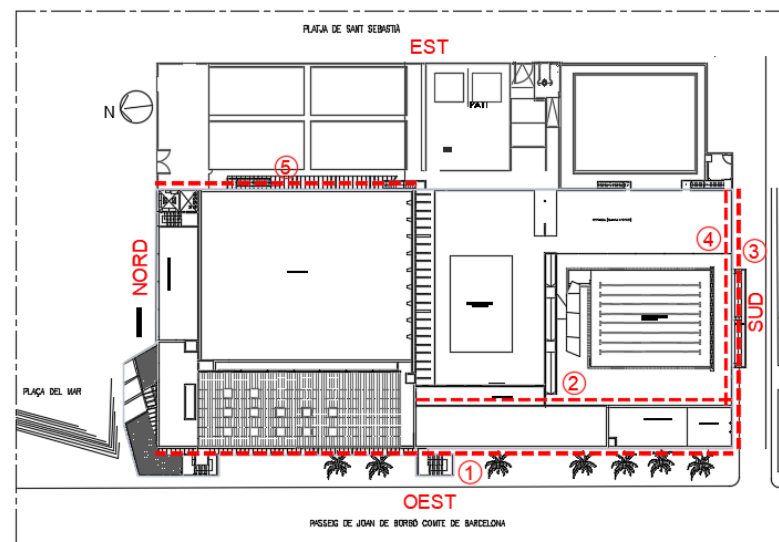 PLATJA DE SANT SEBASTIÀ
EST
N
PATI
⑤
④
③
NORD
SUD
PLAÇA DEL MAR
②
①
OEST
PASSEIG DE JOAN DE BORBÓ COMTE DE BARCELONA